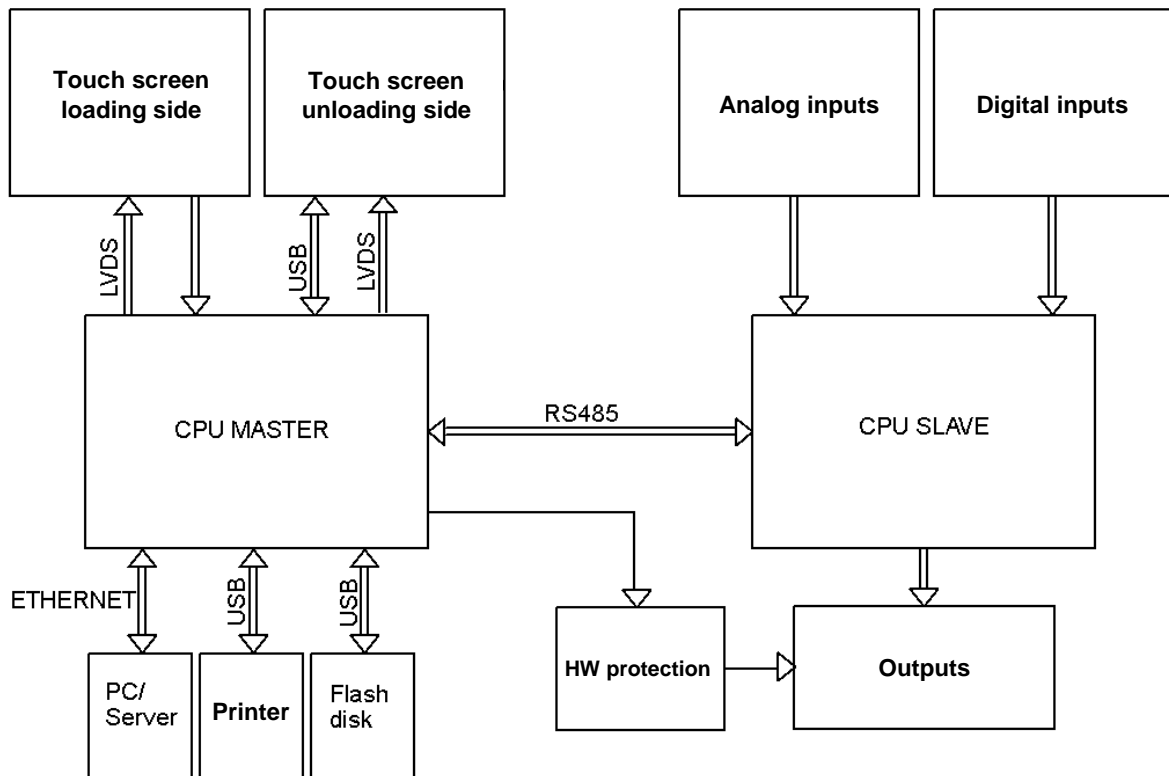 Touch screen
loading side
Touch screen
unloading side
Analog inputs
Digital inputs
LVDS
USB
LVDS
CPU MASTER
RS485
CPU SLAVE
ETHERNET
USB
USB
PC/
Server
Printer
Flash
disk
HW protection
Outputs